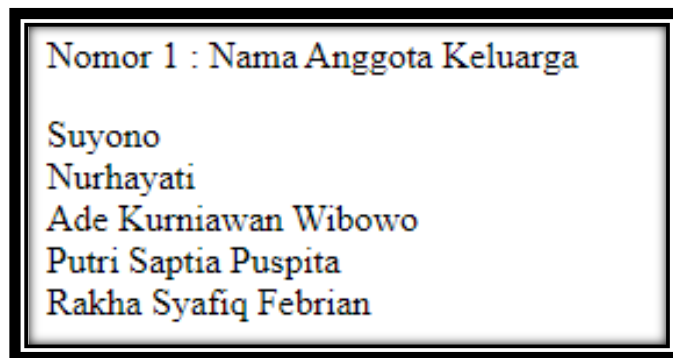 Nomor 1 : Nama Anggota Keluarga
Suyono
Nurhayati
Ade Kurniawan Wibowo
Putri Saptia Puspita
Rakha Syafiq Febrian